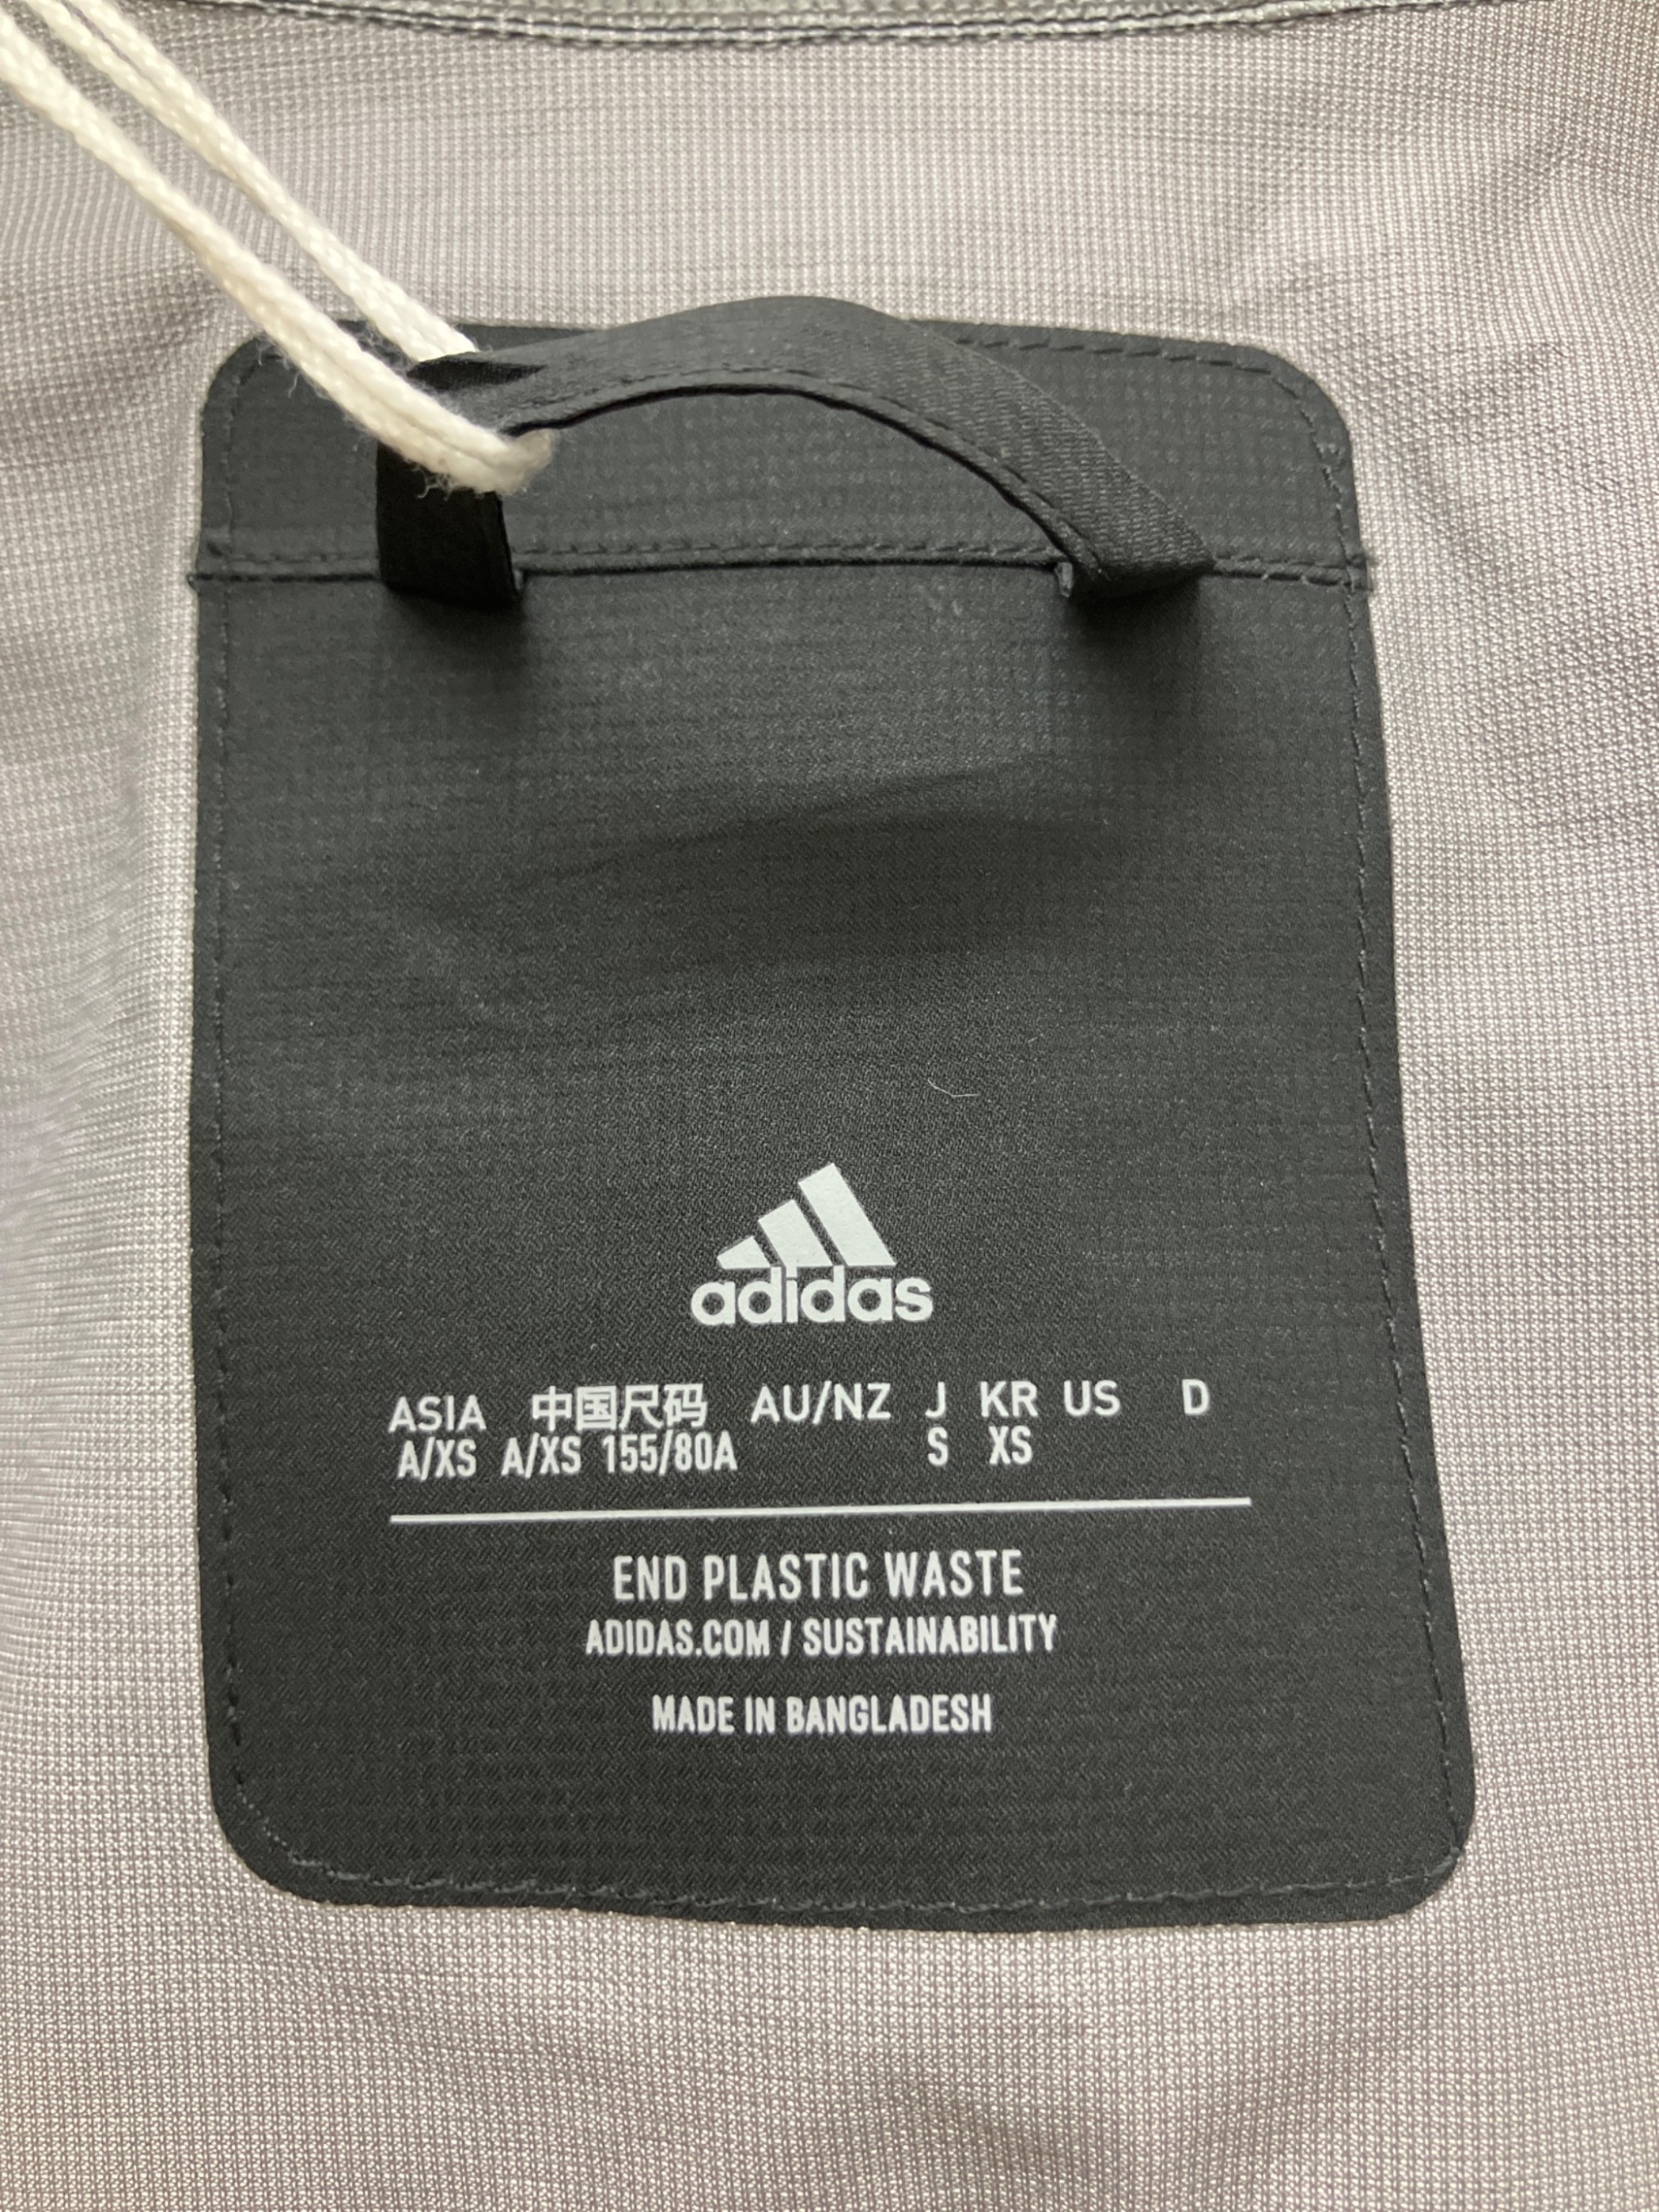 adidas
ASIA 中国尺码 AU/NZ J KR US D
A/XS A/XS 155/80A S XS
END PLASTIC WASTE
ADIDAS.COM / SUSTAINABILITY
MADE IN BANGLADESH